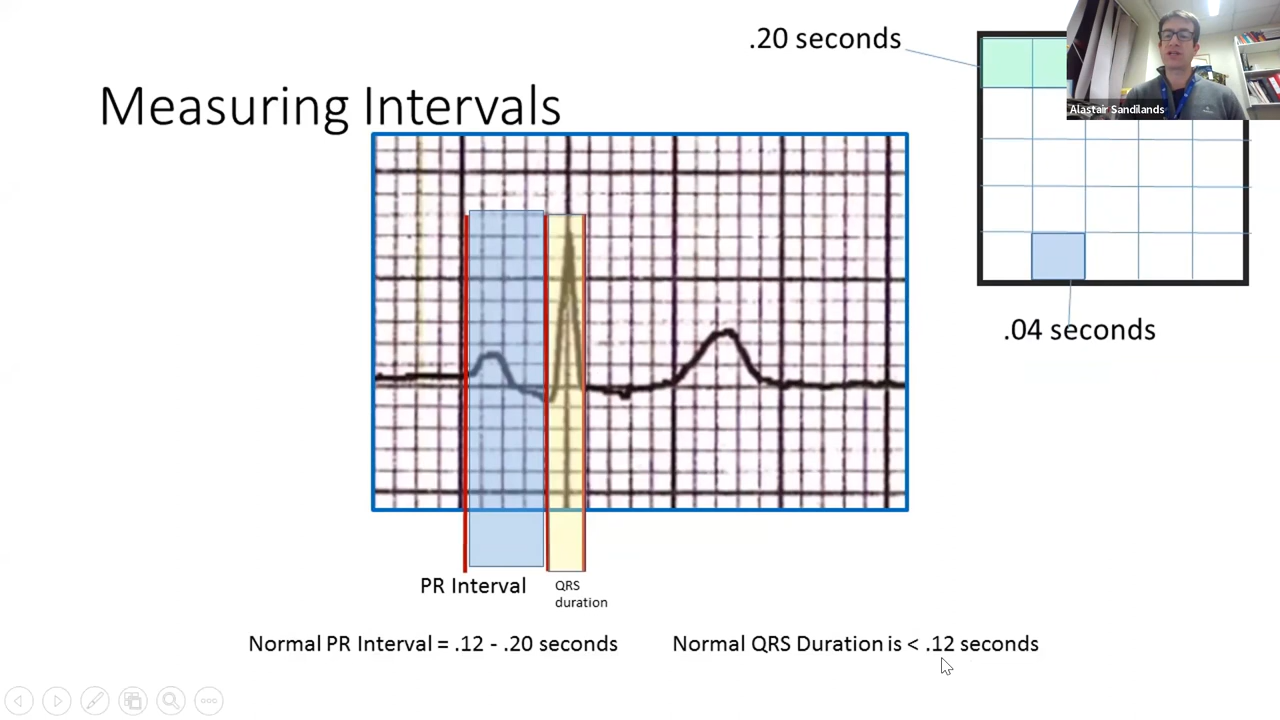 .20 seconds
Alastair Sandilands
Measuring Intervals
.04 seconds
PR Interval
QRS
duration
Normal PR Interval = .12 - .20 seconds
Normal QRS Duration is < .12 seconds